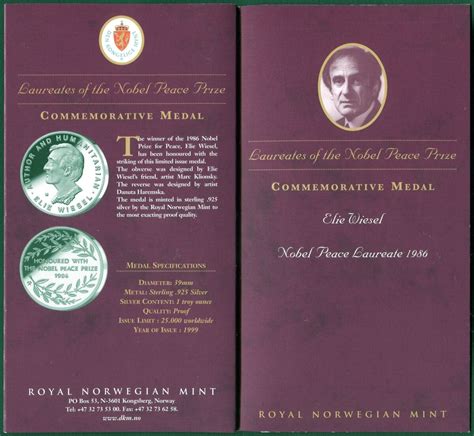 DEN KONGELIGE MYNT
Laureates of the Nobel Peace Prize
COMMEMORATIVE MEDAL
The winner of the 1986 Nobel
Prize for Peace, Elie Wiesel,
has been honoured with the
striking of this limited issue medal.
The obverse was designed by Elie
Wiesel's friend, artist Marc Klionsky.
The reverse was designed by artist
Danuta Haremska.
The medal is minted in sterling .925
silver by the Royal Norwegian Mint to
the most exacting proof quality.
AUTHOR AND HUMANITARIAN
ELIE WIESEL
HONOURED WITH
THE NOBEL PEACE PRIZE
1986
MEDAL SPECIFICATIONS
DIAMETER: 39mm
METAL: Sterling .925 Silver
SILVER CONTENT: 1 troy ounce
QUALITY: Proof
ISSUE LIMIT : 25.000 worldwide
YEAR OF ISSUE : 1999
ROYAL NORWEGIAN MINT
PO Box 53, N-3601 Kongsberg, Norway
Tel: +47 32 73 53 00. Fax: +47 32 73 62 58.
www.dkm.no
Laureates of the Nobel Peace Prize
COMMEMORATIVE MEDAL
Elie Wiesel
Nobel Peace Laureate 1986
ROYAL NORWEGIAN MINT